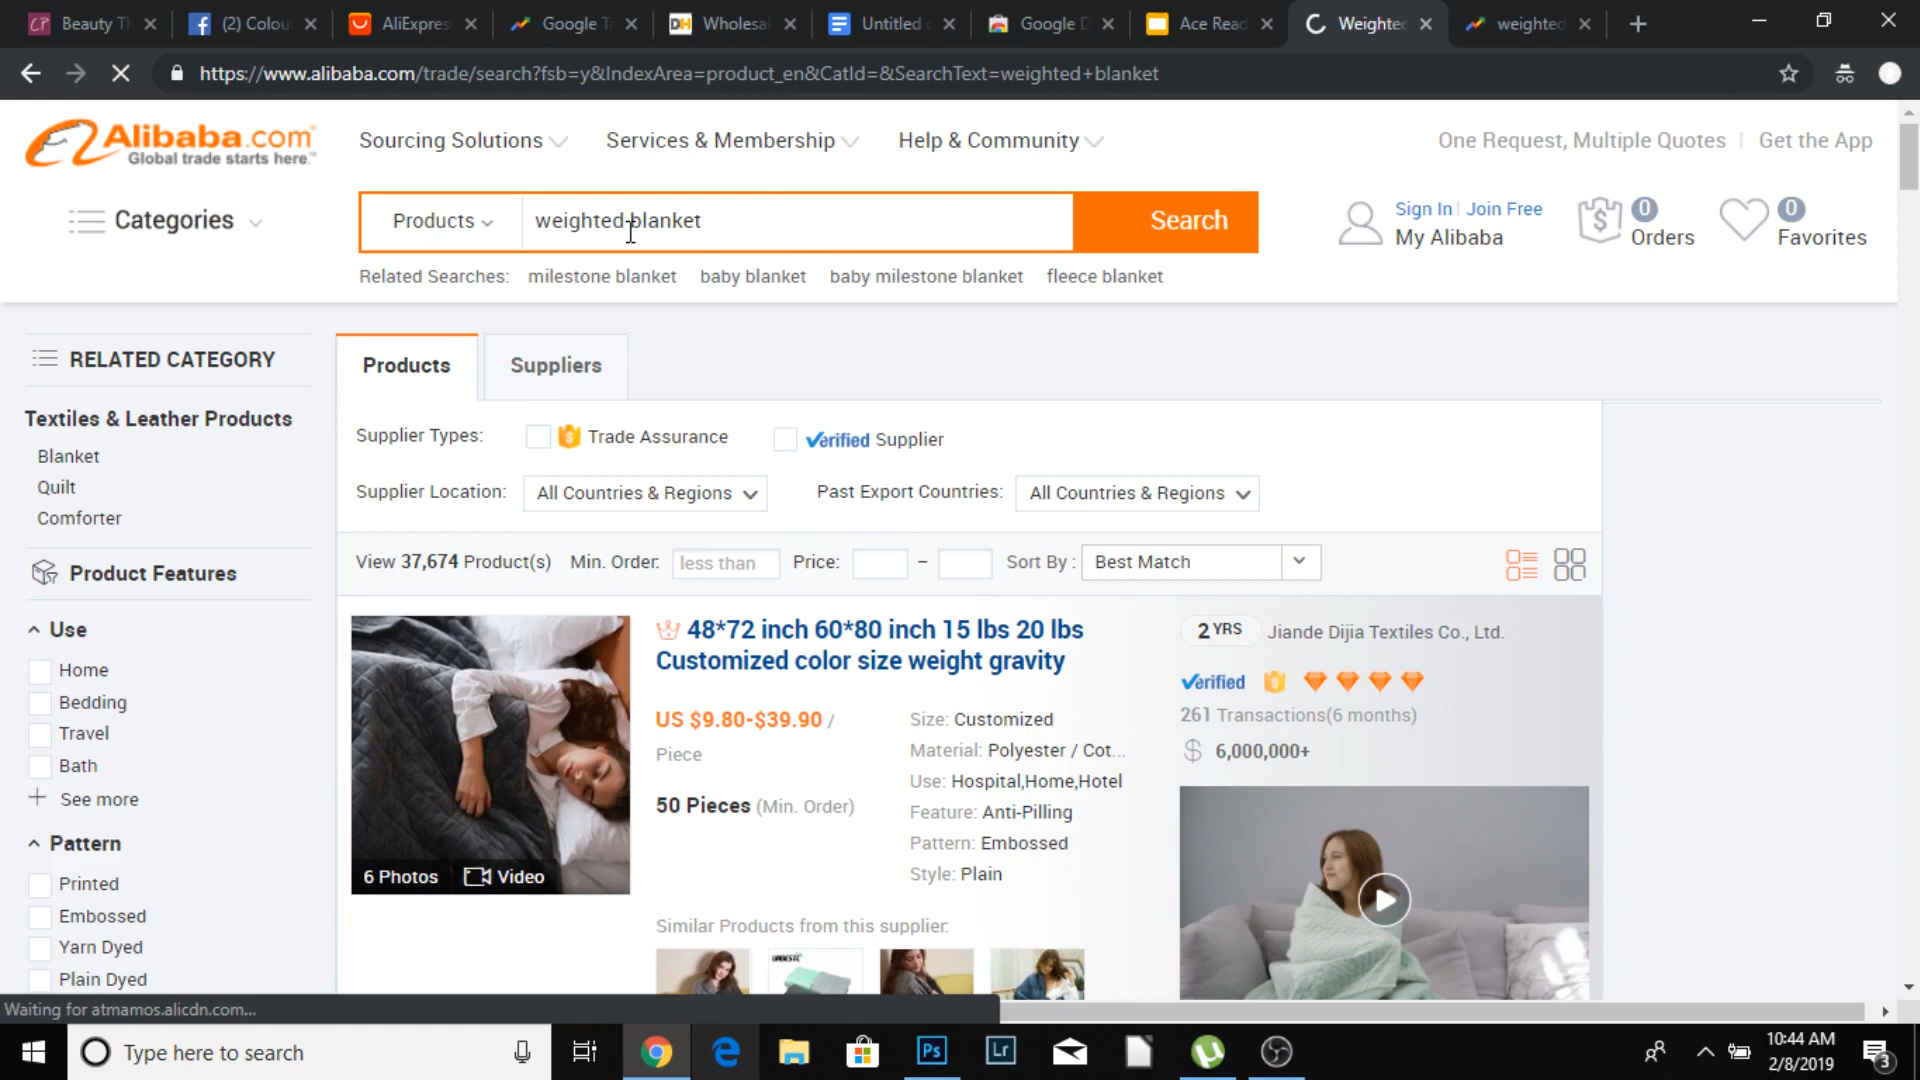 Beauty Th
(2) Colou
AliExpres
Google Tr
Wholesal
Untitled d
Google D
Ace Read
Weighted
weighted
https://www.alibaba.com/trade/search?fsb=y&IndexArea=product_en&CatId=&SearchText=weighted+blanket
Alibaba.com
Global trade starts here.™
Sourcing Solutions
Services & Membership
Help & Community
One Request, Multiple Quotes | Get the App
Categories
Products
weighted blanket
Search
Sign In | Join Free
My Alibaba
0
Orders
0
Favorites
Related Searches: milestone blanket baby blanket baby milestone blanket fleece blanket
RELATED CATEGORY
Textiles & Leather Products
Blanket
Quilt
Comforter
Product Features
Use
Home
Bedding
Travel
Bath
See more
Pattern
Printed
Embossed
Yarn Dyed
Plain Dyed
Products
Suppliers
Supplier Types: Trade Assurance Verified Supplier
Supplier Location: All Countries & Regions Past Export Countries: All Countries & Regions
View 37,674 Product(s) Min. Order: less than Price: – Sort By : Best Match
6 Photos Video
48*72 inch 60*80 inch 15 lbs 20 lbs
Customized color size weight gravity
US $9.80-$39.90 /
Piece
50 Pieces (Min. Order)
Size: Customized
Material: Polyester / Cot...
Use: Hospital,Home,Hotel
Feature: Anti-Pilling
Pattern: Embossed
Style: Plain
Similar Products from this supplier:
2 YRS Jiande Dijia Textiles Co., Ltd.
Verified
261 Transactions(6 months)
6,000,000+
Waiting for atmamos.alicdn.com...
Type here to search
Ps
Lr
10:44 AM
2/8/2019
3